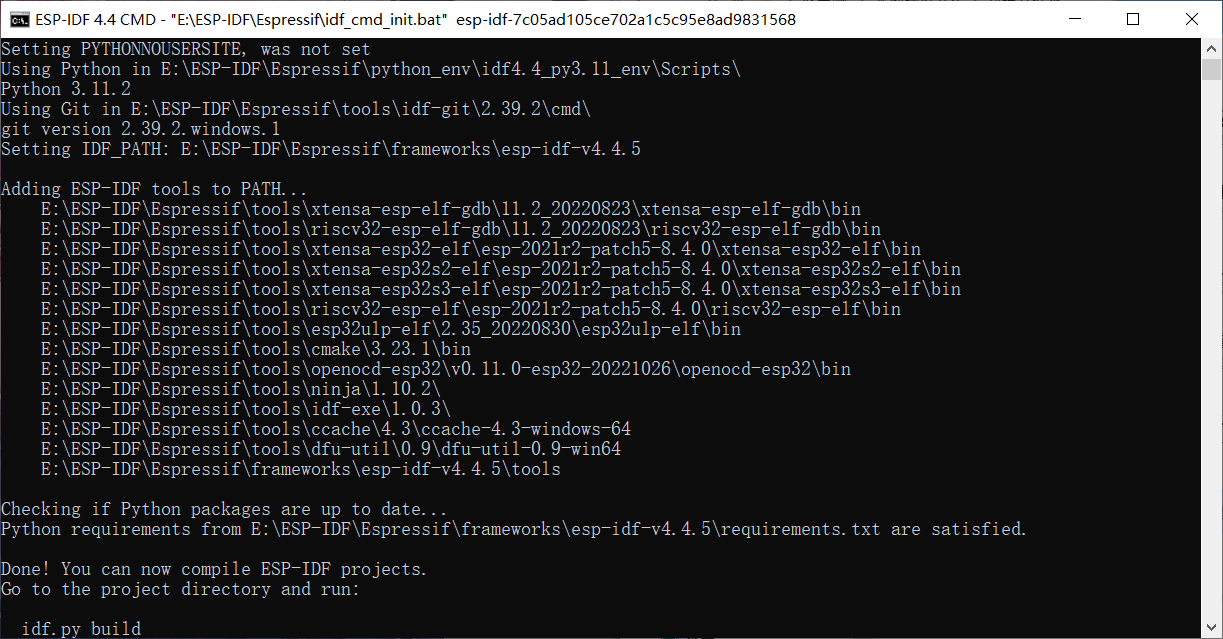 ESP-IDF 4.4 CMD - "E:\ESP-IDF\Espressif\idf_cmd_init.bat"  esp-idf-7c05ad105ce702a1c5c95e8ad9831568
Setting PYTHONNOUSERSITE, was not set
Using Python in E:\ESP-IDF\Espressif\python_env\idf4.4_py3.11_env\Scripts\
Python 3.11.2
Using Git in E:\ESP-IDF\Espressif\tools\idf-git\2.39.2\cmd\
git version 2.39.2.windows.1
Setting IDF_PATH: E:\ESP-IDF\Espressif\frameworks\esp-idf-v4.4.5

Adding ESP-IDF tools to PATH...
    E:\ESP-IDF\Espressif\tools\xtensa-esp-elf-gdb\11.2_20220823\xtensa-esp-elf-gdb\bin
    E:\ESP-IDF\Espressif\tools\riscv32-esp-elf-gdb\11.2_20220823\riscv32-esp-elf-gdb\bin
    E:\ESP-IDF\Espressif\tools\xtensa-esp32-elf\esp-2021r2-patch5-8.4.0\xtensa-esp32-elf\bin
    E:\ESP-IDF\Espressif\tools\xtensa-esp32s2-elf\esp-2021r2-patch5-8.4.0\xtensa-esp32s2-elf\bin
    E:\ESP-IDF\Espressif\tools\xtensa-esp32s3-elf\esp-2021r2-patch5-8.4.0\xtensa-esp32s3-elf\bin
    E:\ESP-IDF\Espressif\tools\riscv32-esp-elf\esp-2021r2-patch5-8.4.0\riscv32-esp-elf\bin
    E:\ESP-IDF\Espressif\tools\esp32ulp-elf\2.35_20220830\esp32ulp-elf\bin
    E:\ESP-IDF\Espressif\tools\cmake\3.23.1\bin
    E:\ESP-IDF\Espressif\tools\openocd-esp32\v0.11.0-esp32-20221026\openocd-esp32\bin
    E:\ESP-IDF\Espressif\tools\ninja\1.10.2\
    E:\ESP-IDF\Espressif\tools\idf-exe\1.0.3\
    E:\ESP-IDF\Espressif\tools\ccache\4.3\ccache-4.3-windows-64
    E:\ESP-IDF\Espressif\tools\dfu-util\0.9\dfu-util-0.9-win64
    E:\ESP-IDF\Espressif\frameworks\esp-idf-v4.4.5\tools

Checking if Python packages are up to date...
Python requirements from E:\ESP-IDF\Espressif\frameworks\esp-idf-v4.4.5\requirements.txt are satisfied.

Done! You can now compile ESP-IDF projects.
Go to the project directory and run:

  idf.py build